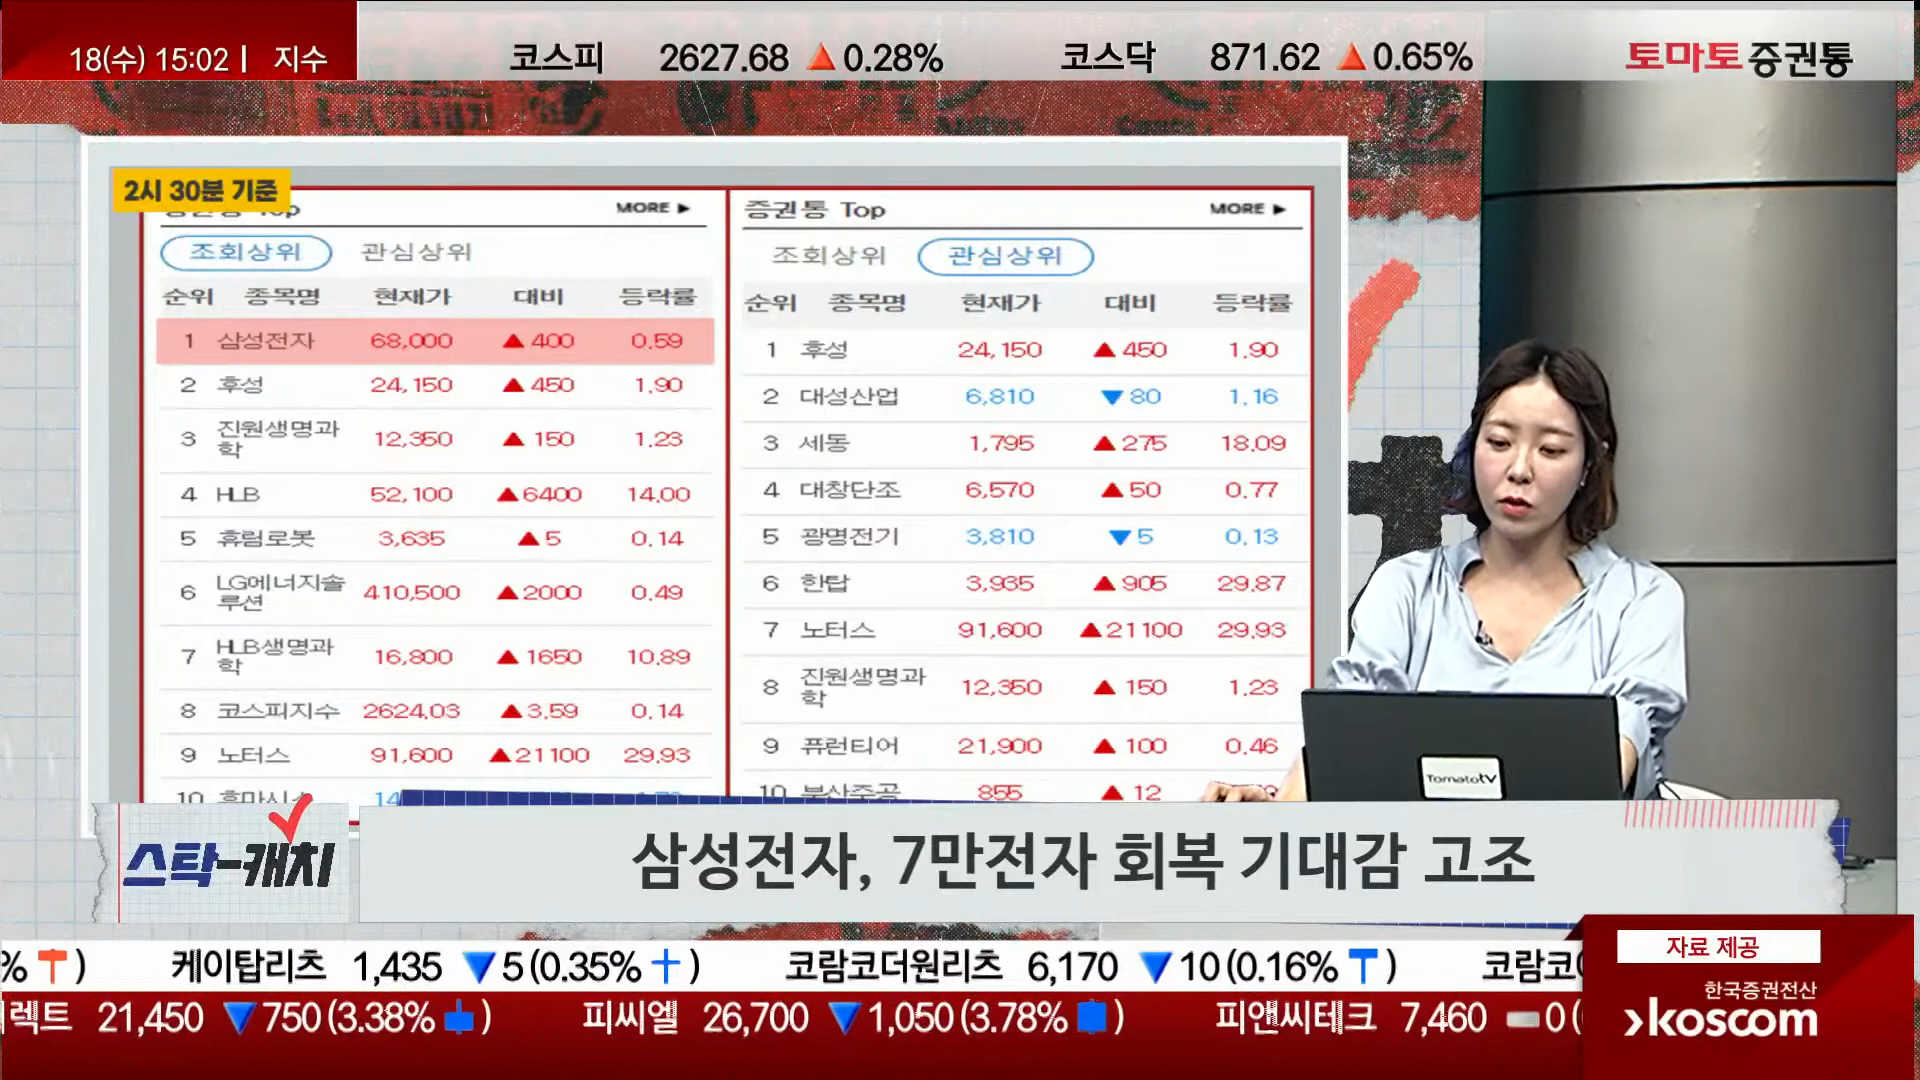 18(수) 15:02 | 지수 코스피 2627.68 ▲0.28% 코스닥 871.62 ▲0.65% 토마토증권통
2시 30분 기준
MORE ▶
조회상위 관심상위
순위 종목명 현재가 대비 등락률
1 삼성전자 68,000 ▲400 0.59
2 후성 24,150 ▲450 1.90
3 진원생명과
학 12,350 ▲150 1.23
4 HLB 52,100 ▲6400 14.00
5 휴림로봇 3,635 ▲5 0.14
6 LG에너지솔
루션 410,500 ▲2000 0.49
7 HLB생명과
학 16,800 ▲1650 10.89
8 코스피지수 2624.03 ▲3.59 0.14
9 노터스 91,600 ▲21100 29.93
10
증권통 Top MORE ▶
조회상위 관심상위
순위 종목명 현재가 대비 등락률
1 후성 24,150 ▲450 1.90
2 대성산업 6,810 ▼80 1.16
3 세동 1,795 ▲275 18.09
4 대창단조 6,570 ▲50 0.77
5 광명전기 3,810 ▼5 0.13
6 한탑 3,935 ▲905 29.87
7 노터스 91,600 ▲21100 29.93
8 진원생명과
학 12,350 ▲150 1.23
9 퓨런티어 21,900 ▲100 0.46
10 부산주공 855 ▲12
Tomatotv
스탁-캐치
삼성전자, 7만전자 회복 기대감 고조
% ) 케이탑리츠 1,435 ▼5(0.35% ) 코람코더원리츠 6,170 ▼10(0.16% )
렉트 21,450 ▼750(3.38% ) 피씨엘 26,700 ▼1,050(3.78% ) 피앤씨테크 7,460 0(
자료 제공
한국증권전산
koscom